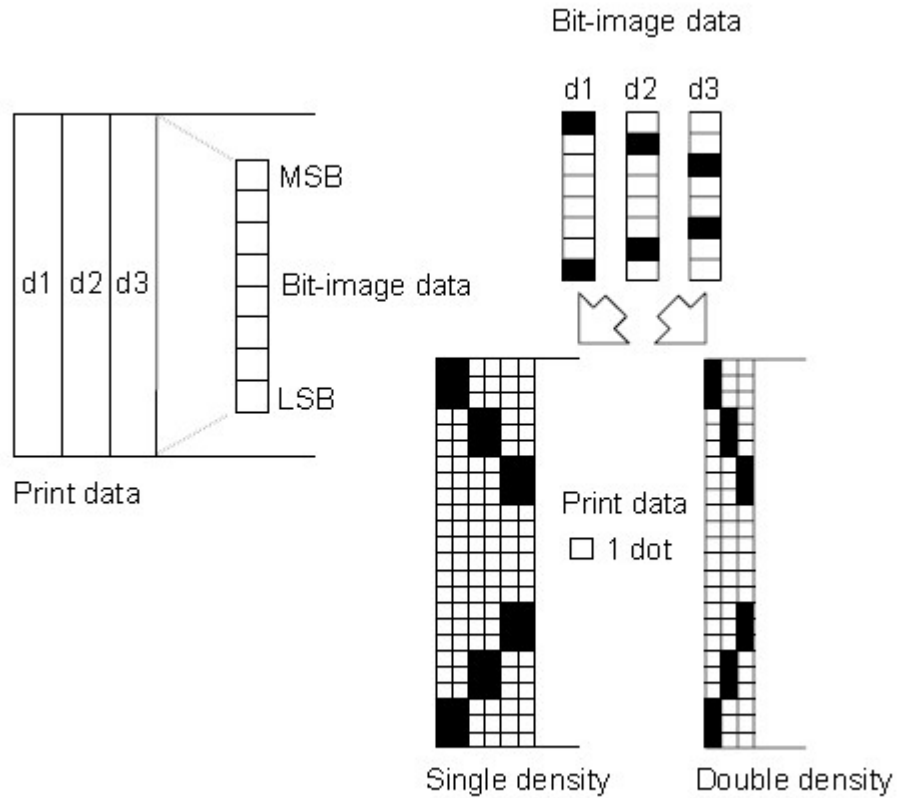 Bit-image data
d1 d2 d3
MSB
d1 d2 d3
Bit-image data
LSB
Print data
Print data
1 dot
Single density
Double density